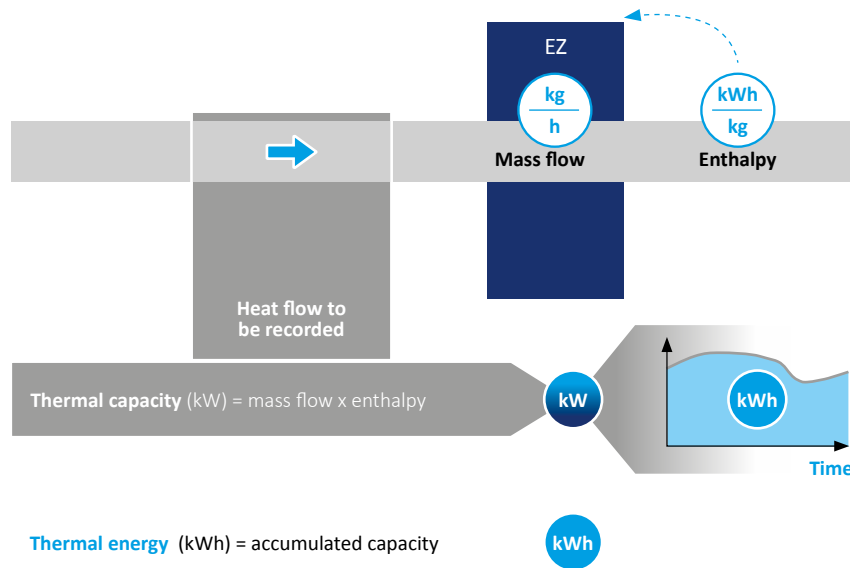 EZ
kg
h
kWh
kg
Mass flow
Enthalpy
Heat flow to
be recorded
Thermal capacity (kW) = mass flow x enthalpy
kW
kWh
Time
Thermal energy (kWh) = accumulated capacity
kWh